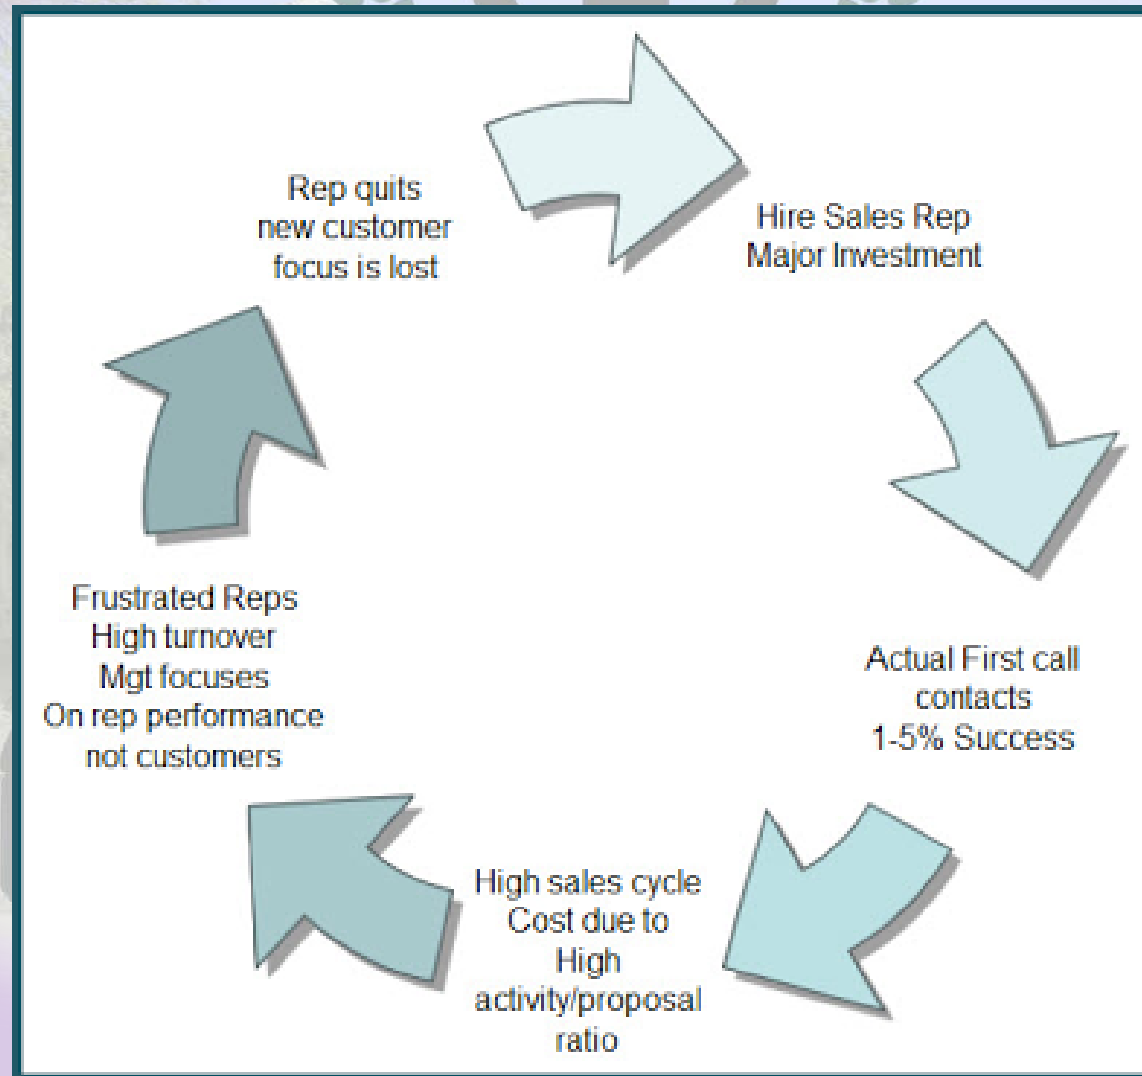 Rep quits
new customer
focus is lost
Hire Sales Rep
Major Investment
Actual First call
contacts
1-5% Success
High sales cycle
Cost due to
High
activity/proposal
ratio
Frustrated Reps
High turnover
Mgt focuses
On rep performance
not customers